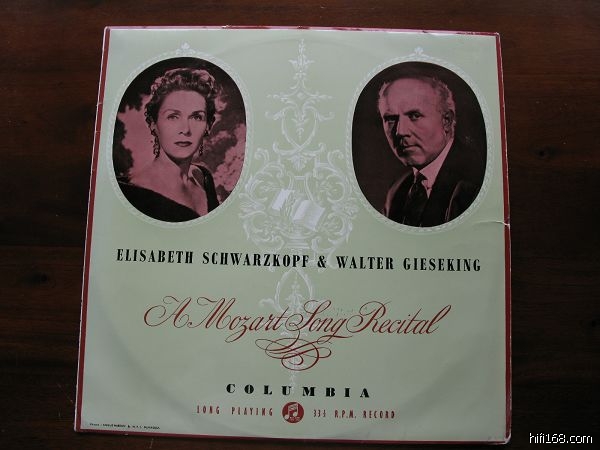 ELISABETH SCHWARZKOPF & WALTER GIESEKING
A Mozart Song Recital
COLUMBIA
LONG PLAYING 33⅓ R.P.M. RECORD
hifi168.com